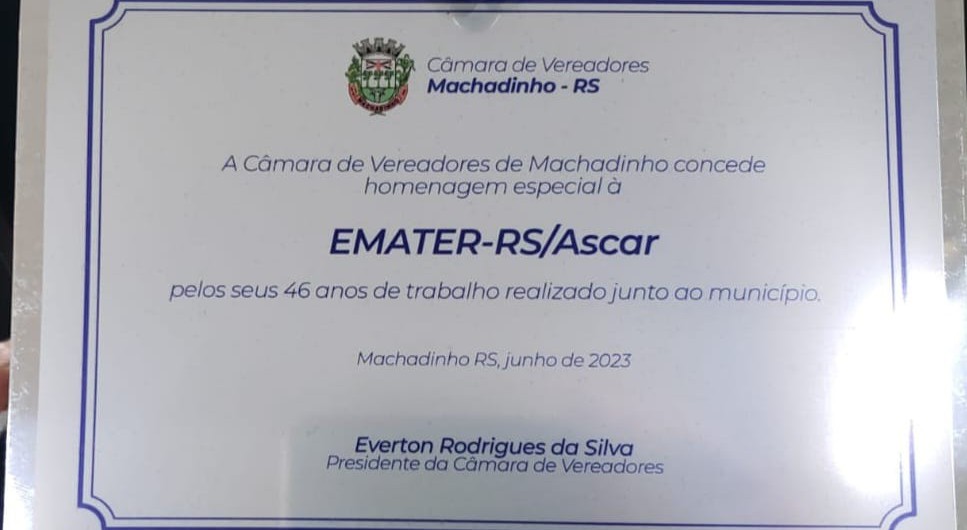 Câmara de Vereadores
Machadinho - RS
A Câmara de Vereadores de Machadinho concede
homenagem especial à
EMATER-RS/Ascar
pelos seus 46 anos de trabalho realizado junto ao município.
Machadinho RS, junho de 2023
Everton Rodrigues da Silva
Presidente da Câmara de Vereadores